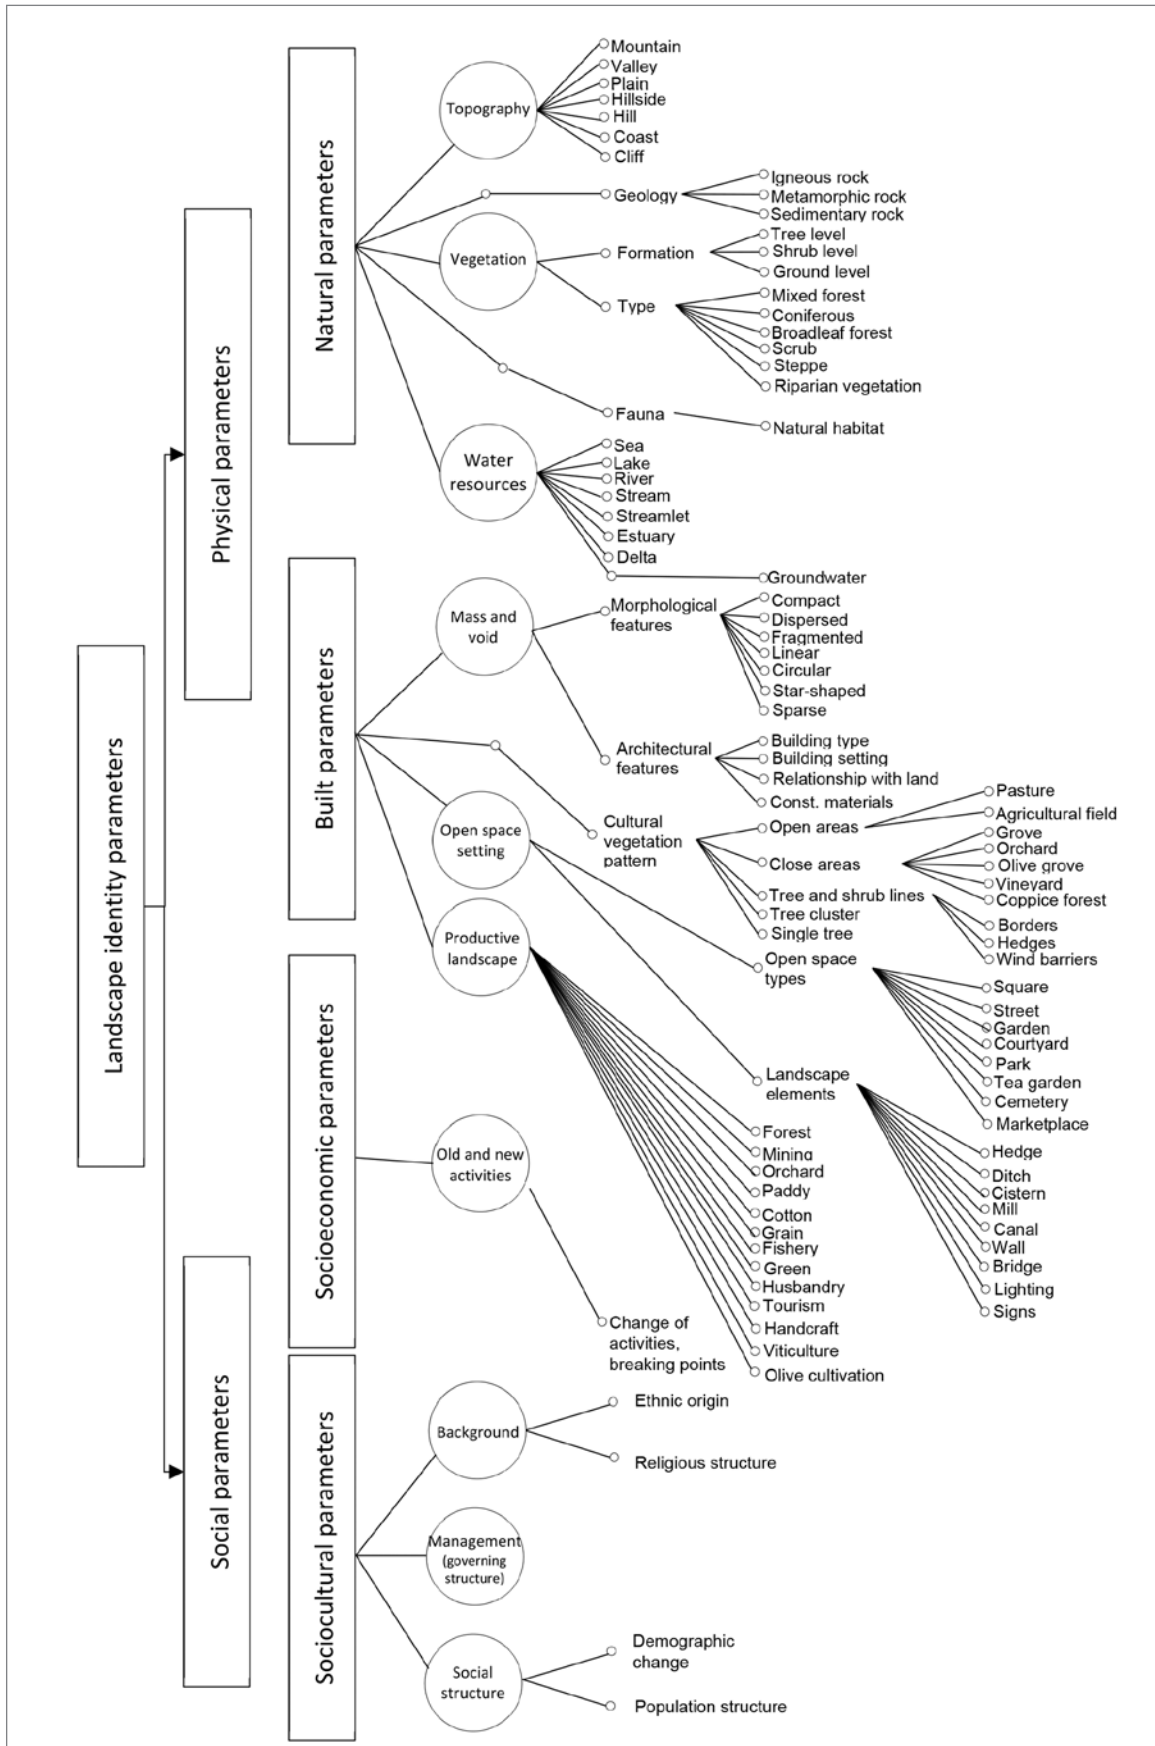 Landscape identity parameters
Physical parameters
Social parameters
Natural parameters
Built parameters
Socioeconomic parameters
Sociocultural parameters
Topography
Mountain
Valley
Plain
Hillside
Hill
Coast
Cliff
Geology
Igneous rock
Metamorphic rock
Sedimentary rock
Vegetation
Formation
Tree level
Shrub level
Ground level
Type
Mixed forest
Coniferous
Broadleaf forest
Scrub
Steppe
Riparian vegetation
Fauna
Natural habitat
Water
resources
Sea
Lake
River
Stream
Streamlet
Estuary
Delta
Groundwater
Mass and
void
Morphological
features
Compact
Dispersed
Fragmented
Linear
Circular
Star-shaped
Sparse
Architectural
features
Building type
Building setting
Relationship with land
Const. materials
Cultural
vegetation
pattern
Open areas
Pasture
Agricultural field
Close areas
Grove
Orchard
Olive grove
Vineyard
Coppice forest
Tree and shrub lines
Borders
Hedges
Wind barriers
Tree cluster
Single tree
Open space
setting
Open space
types
Square
Street
Garden
Courtyard
Park
Tea garden
Cemetery
Marketplace
Landscape
elements
Hedge
Ditch
Cistern
Mill
Canal
Wall
Bridge
Lighting
Signs
Productive
landscape
Forest
Mining
Orchard
Paddy
Cotton
Grain
Fishery
Green
Husbandry
Tourism
Handcraft
Viticulture
Olive cultivation
Old and new
activities
Change of
activities,
breaking points
Background
Ethnic origin
Religious structure
Management
(governing
structure)
Social
structure
Demographic
change
Population structure